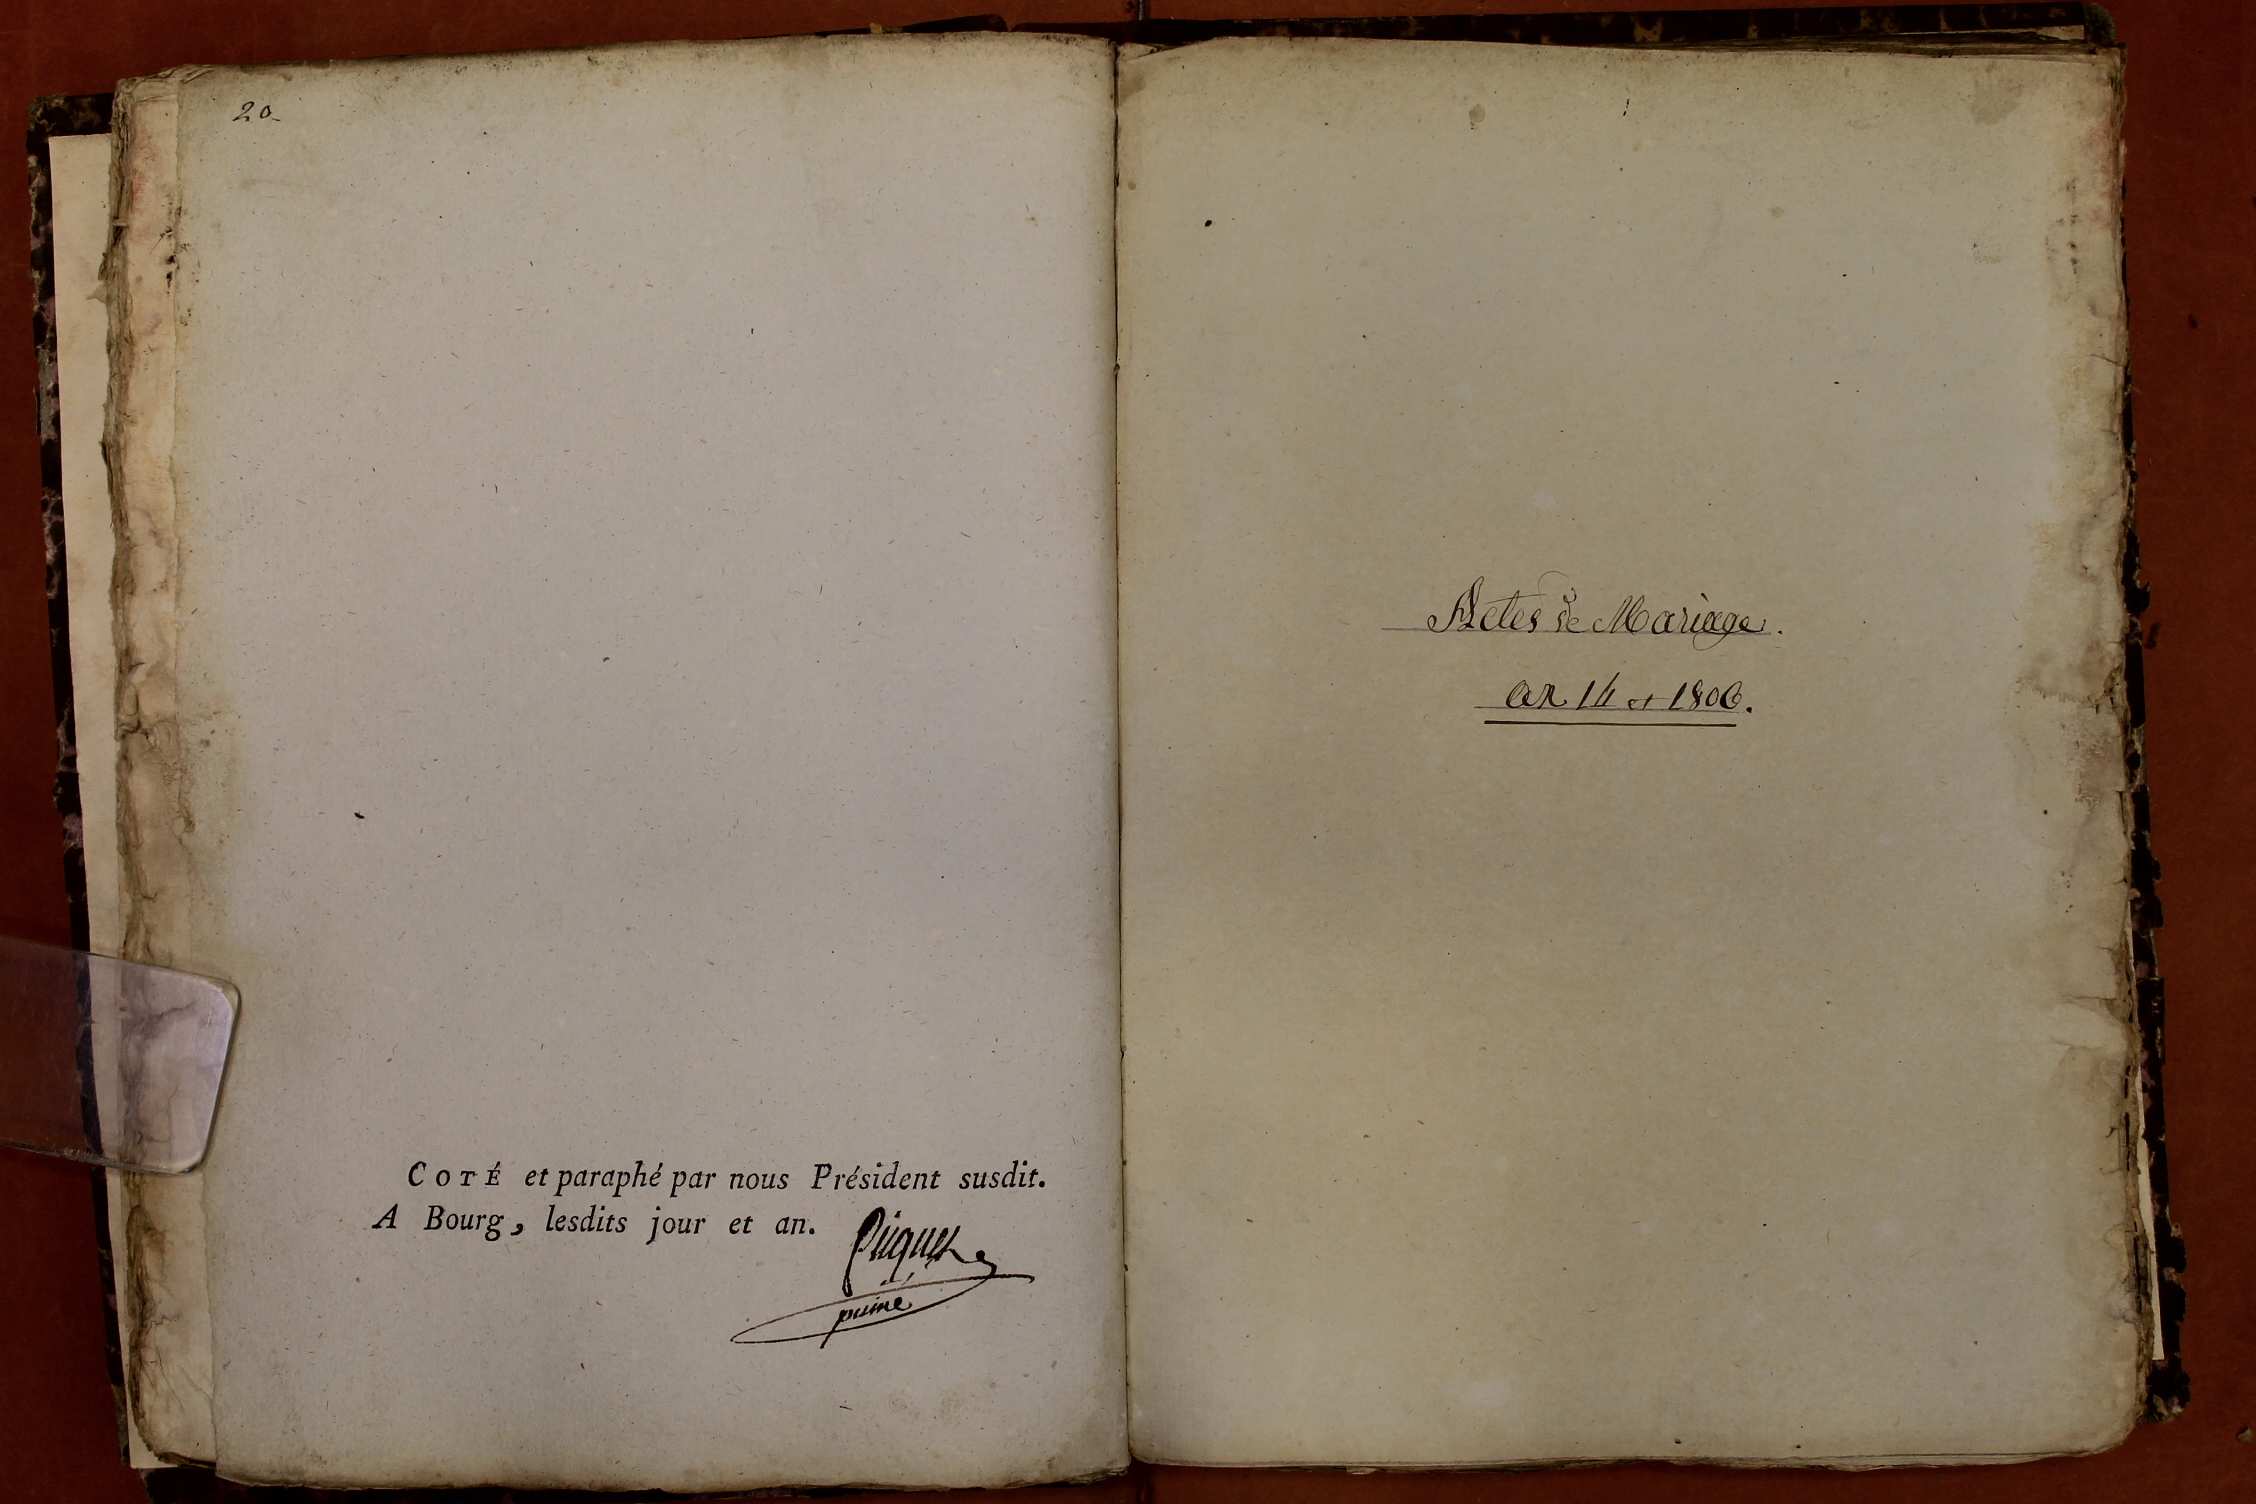 20
COTÉ et paraphé par nous Président susdit.
A Bourg, lesdits jour et an.
puiné
Actes de Mariage.
an 14 et 1806.